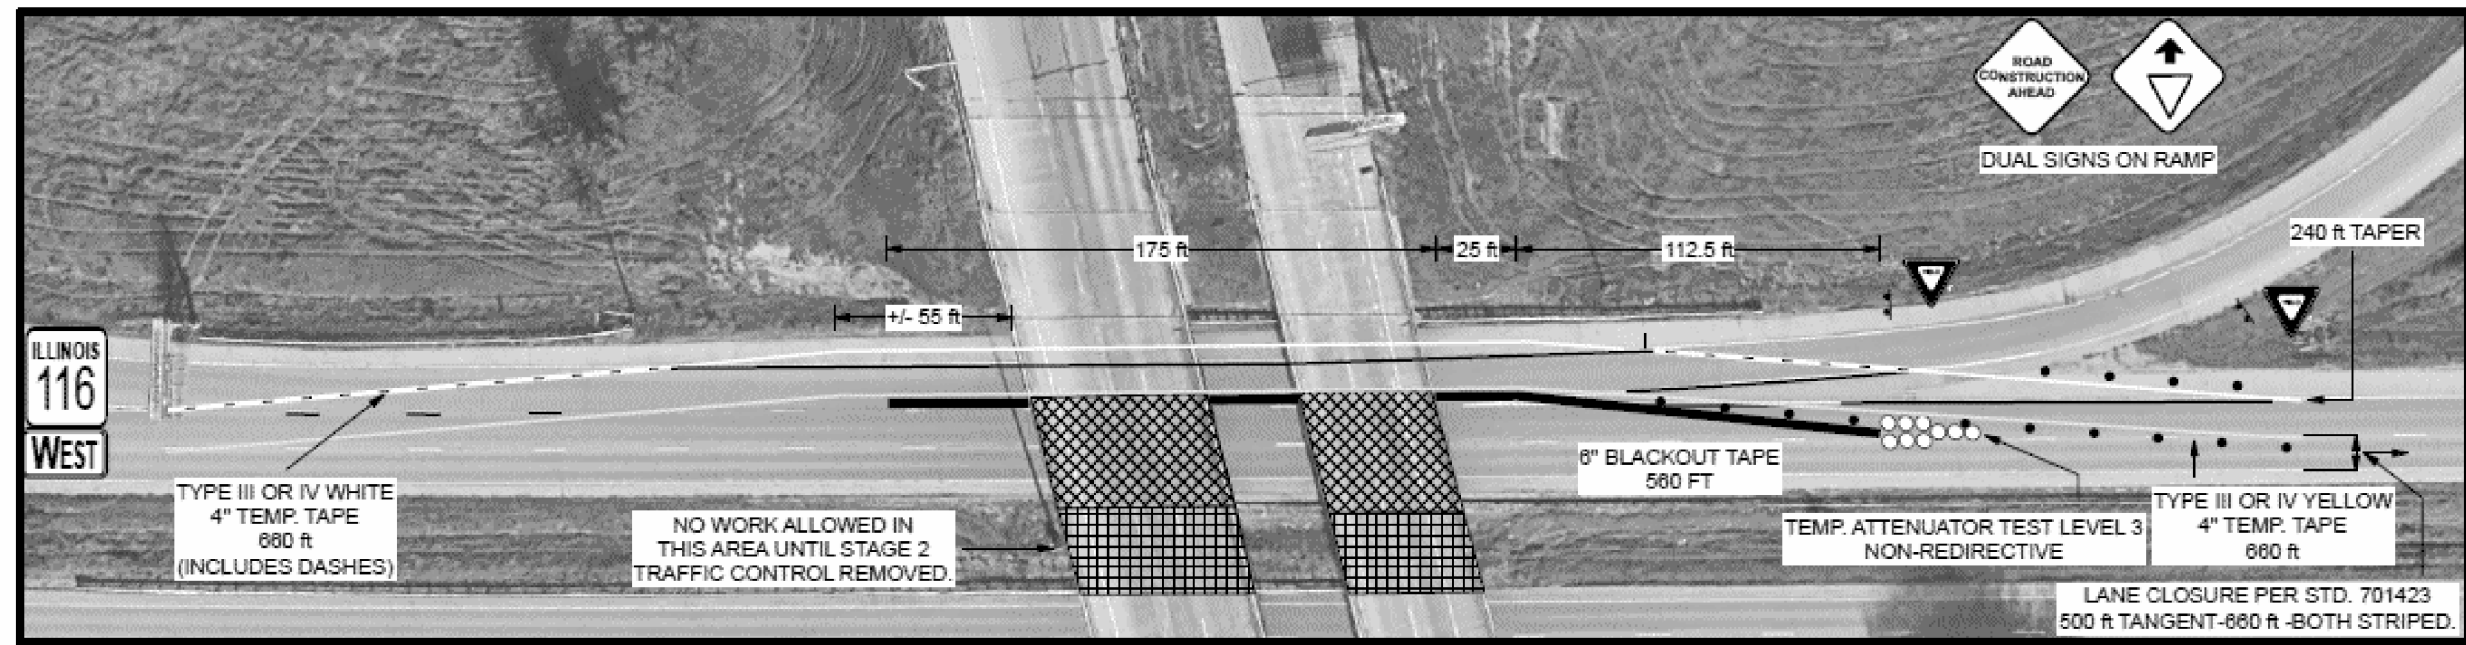 ROAD
CONSTRUCTION
AHEAD
DUAL SIGNS ON RAMP
240 ft TAPER
175 ft
25 ft
112.5 ft
+/- 55 ft
ILLINOIS
116
WEST
TYPE III OR IV WHITE
4" TEMP. TAPE
660 ft
(INCLUDES DASHES)
NO WORK ALLOWED IN
THIS AREA UNTIL STAGE 2
TRAFFIC CONTROL REMOVED.
6" BLACKOUT TAPE
560 FT
TEMP. ATTENUATOR TEST LEVEL 3
NON-REDIRECTIVE
TYPE III OR IV YELLOW
4" TEMP. TAPE
660 ft
LANE CLOSURE PER STD. 701423
500 ft TANGENT-660 ft -BOTH STRIPED.